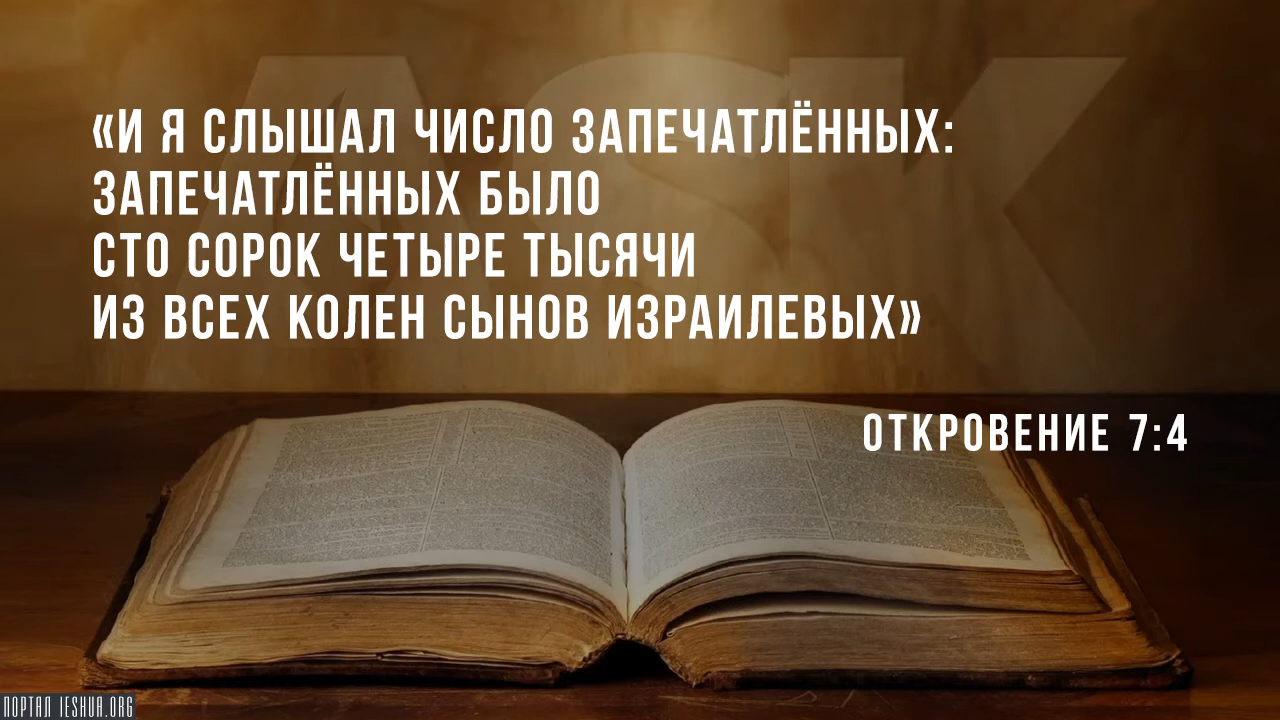 ASK
«И Я СЛЫШАЛ ЧИСЛО ЗАПЕЧАТЛЁННЫХ:
ЗАПЕЧАТЛЁННЫХ БЫЛО
СТО СОРОК ЧЕТЫРЕ ТЫСЯЧИ
ИЗ ВСЕХ КОЛЕН СЫНОВ ИЗРАИЛЕВЫХ»
ОТКРОВЕНИЕ 7:4
ПОРТАЛ IESHUA.ORG